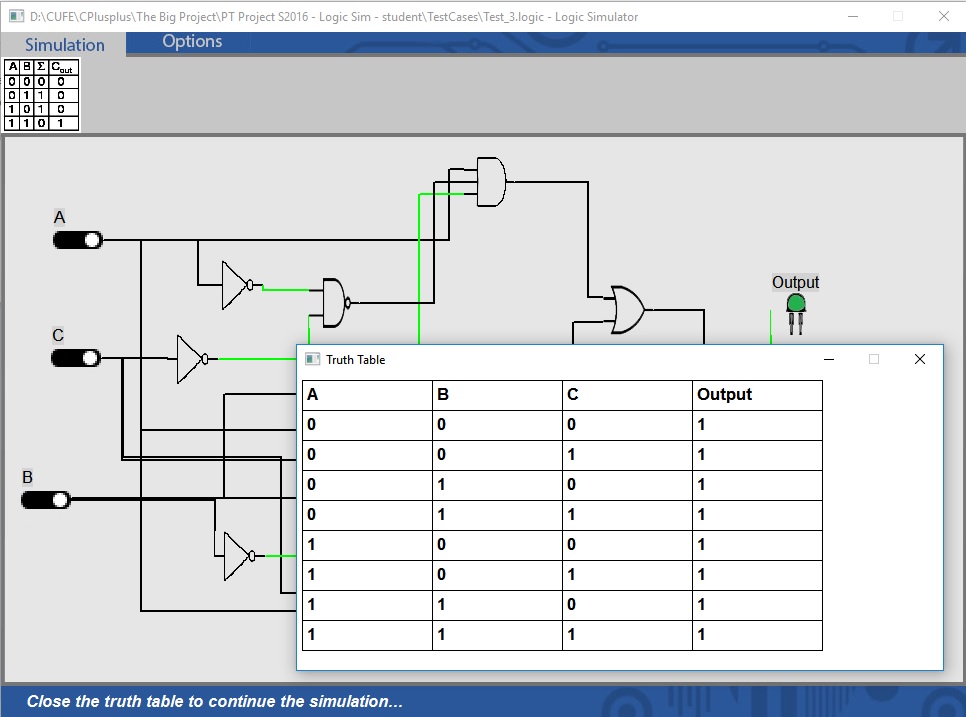 D:\CUFE\CPlusplus\The Big Project\PT Project S2016 - Logic Sim - student\TestCases\Test_3.logic - Logic Simulator
Simulation Options
A B Σ Cout
0 0 0 0
0 1 1 0
1 0 1 0
1 1 0 1
A
Output
C
B
Truth Table
A B C Output
0 0 0 1
0 0 1 1
0 1 0 1
0 1 1 1
1 0 0 1
1 0 1 1
1 1 0 1
1 1 1 1
Close the truth table to continue the simulation...